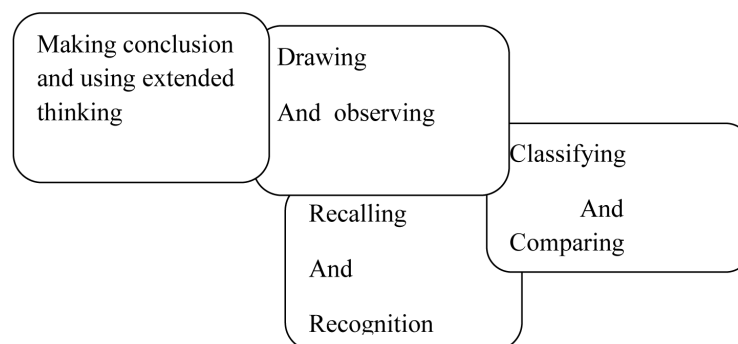 Making conclusion
and using extended
thinking
Drawing
And observing
Classifying
And
Comparing
Recalling
And
Recognition